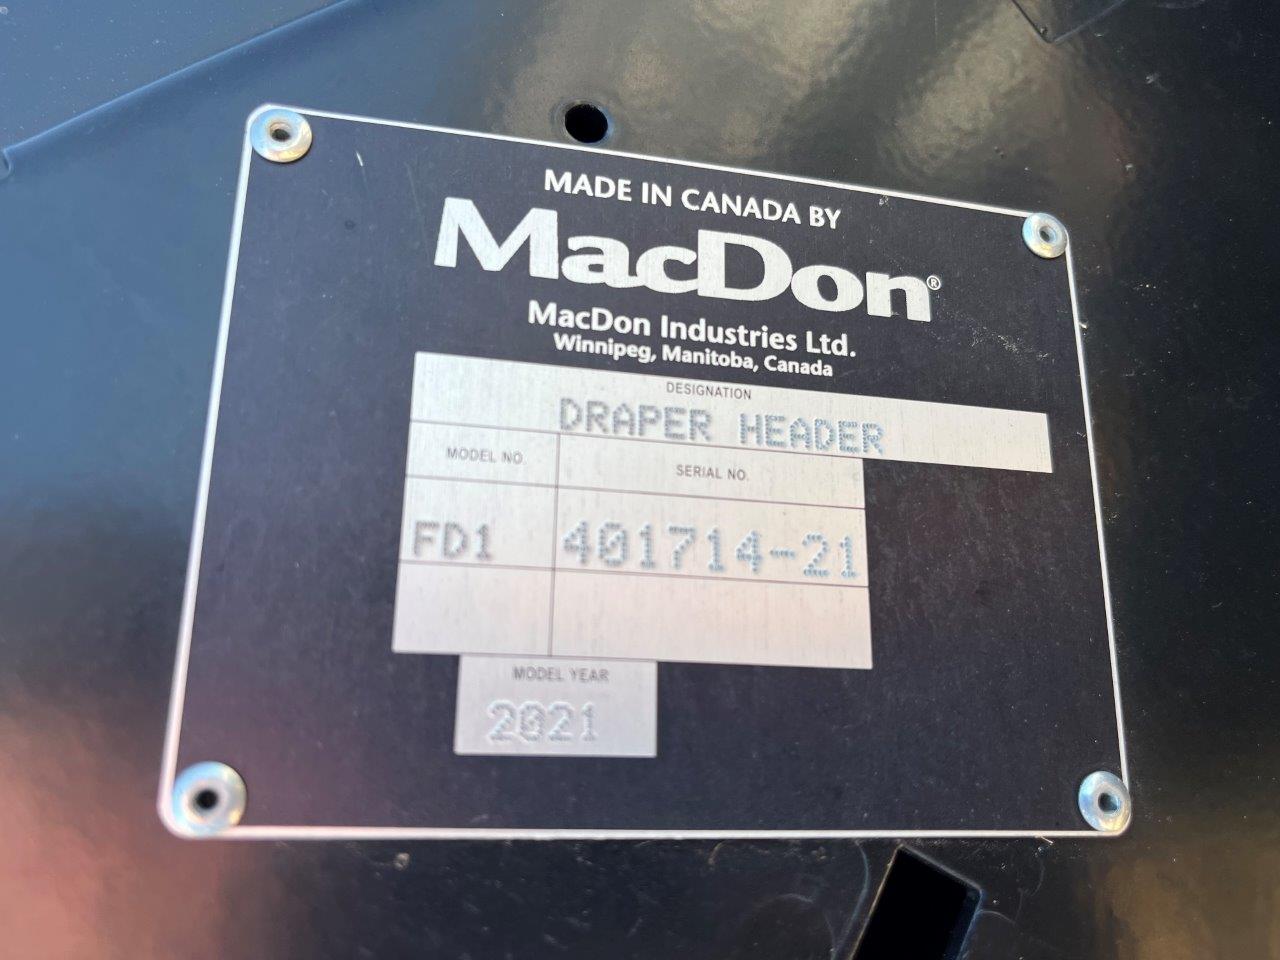 MADE IN CANADA BY
MacDon®
MacDon Industries Ltd.
Winnipeg, Manitoba, Canada
DESIGNATION
DRAPER HEADER
MODEL NO. SERIAL NO.
FD1 401714-21
MODEL YEAR
2021